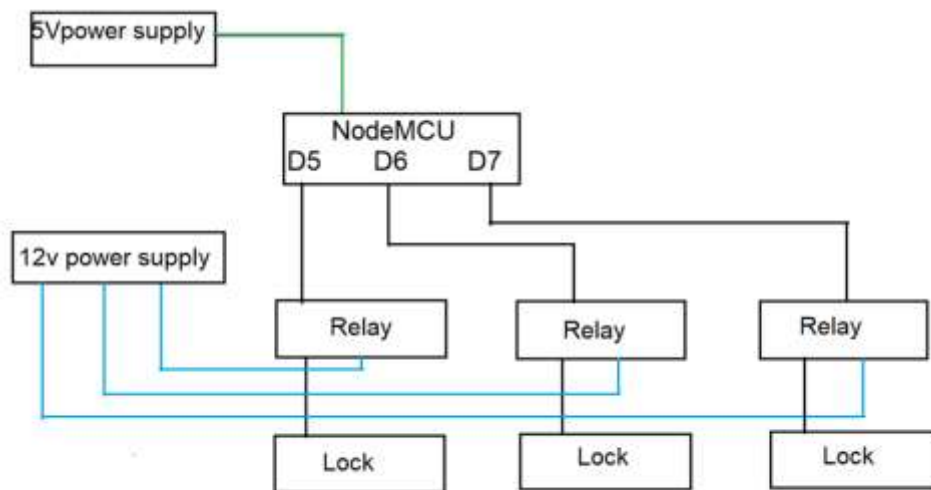 5Vpower supply
NodeMCU
D5 D6 D7
12v power supply
Relay Relay Relay
Lock Lock Lock